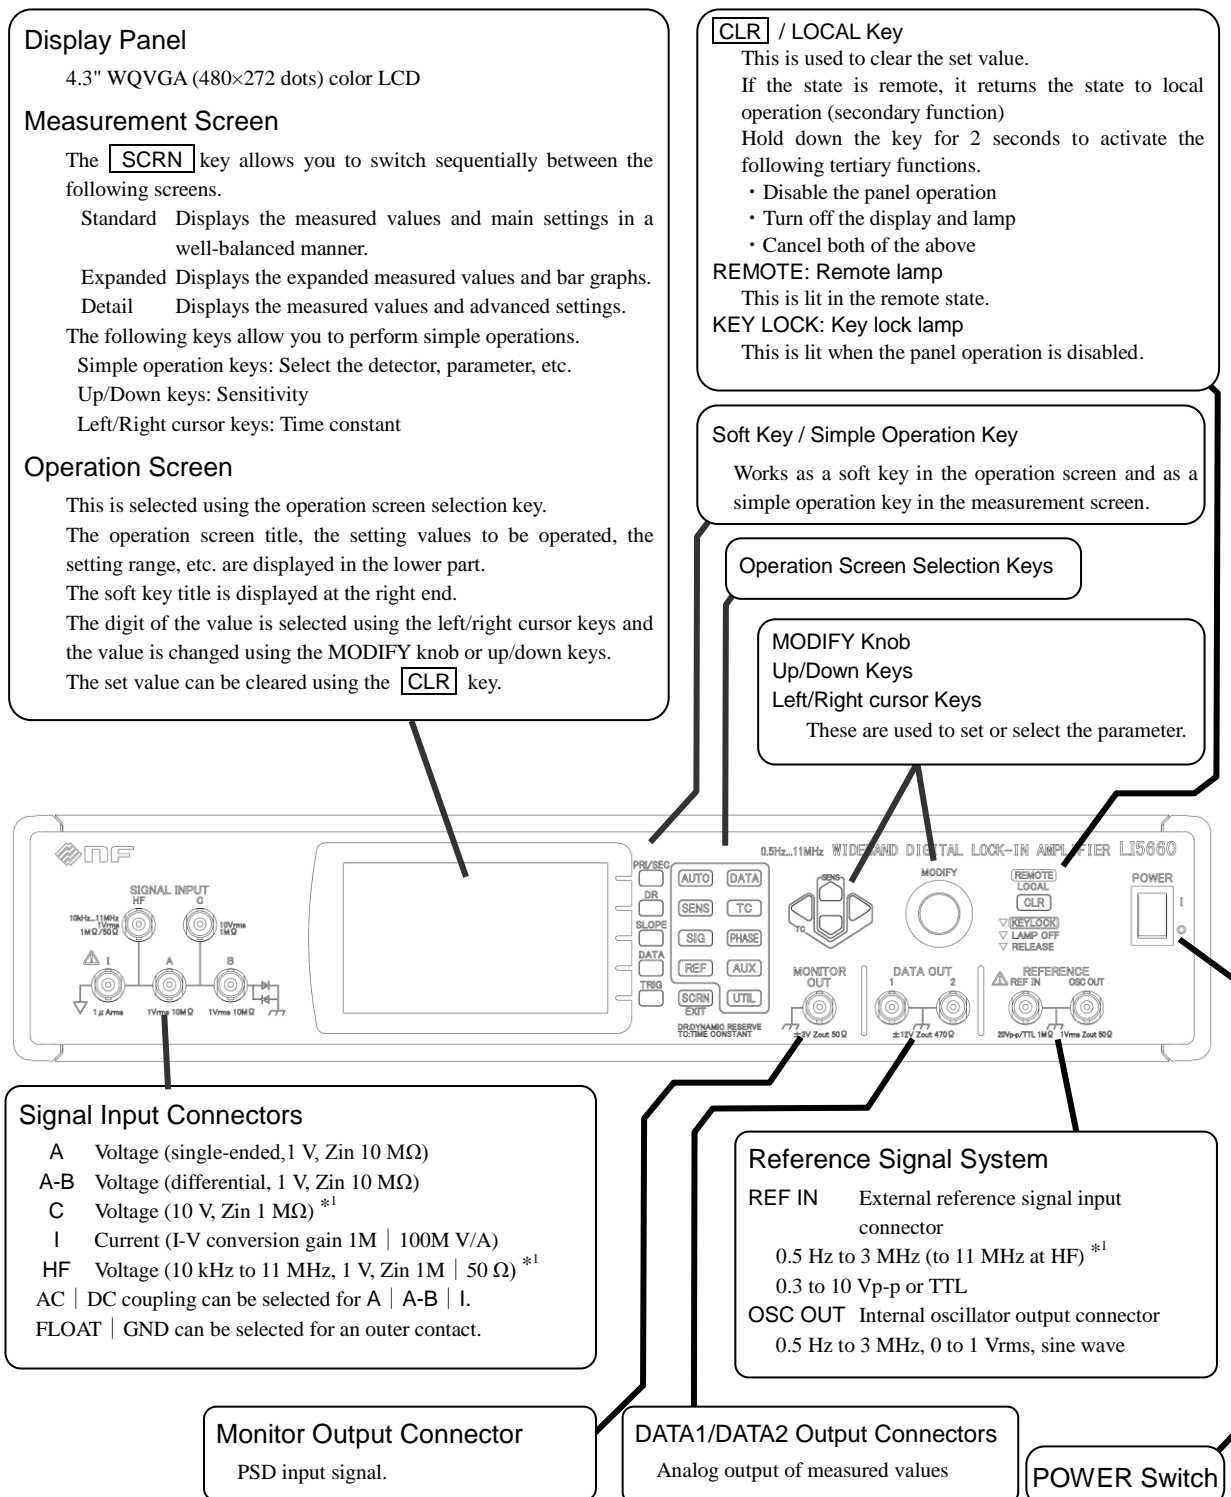 Display Panel
4.3" WQVGA (480×272 dots) color LCD
Measurement Screen
The SCRN key allows you to switch sequentially between the
following screens.
Standard Displays the measured values and main settings in a
well-balanced manner.
Expanded Displays the expanded measured values and bar graphs.
Detail Displays the measured values and advanced settings.
The following keys allow you to perform simple operations.
Simple operation keys: Select the detector, parameter, etc.
Up/Down keys: Sensitivity
Left/Right cursor keys: Time constant
Operation Screen
This is selected using the operation screen selection key.
The operation screen title, the setting values to be operated, the
setting range, etc. are displayed in the lower part.
The soft key title is displayed at the right end.
The digit of the value is selected using the left/right cursor keys and
the value is changed using the MODIFY knob or up/down keys.
The set value can be cleared using the CLR key.
CLR / LOCAL Key
This is used to clear the set value.
If the state is remote, it returns the state to local
operation (secondary function)
Hold down the key for 2 seconds to activate the
following tertiary functions.
・Disable the panel operation
・Turn off the display and lamp
・Cancel both of the above
REMOTE: Remote lamp
This is lit in the remote state.
KEY LOCK: Key lock lamp
This is lit when the panel operation is disabled.
Soft Key / Simple Operation Key
Works as a soft key in the operation screen and as a
simple operation key in the measurement screen.
Operation Screen Selection Keys
MODIFY Knob
Up/Down Keys
Left/Right cursor Keys
These are used to set or select the parameter.
NF
SIGNAL INPUT
HF C
10kHz...11MHz
1Vrms
1MΩ/50Ω
10Vrms
1MΩ
I A B
1μArms 1Vrms 10MΩ 1Vrms 10MΩ
PRI/SEC
DR
SLOPE
DATA
TRIG
AUTO DATA
SENS TC
SIG PHASE
REF AUX
SCRN UTIL
EXIT
DR:DYNAMIC RESERVE
TC:TIME CONSTANT
0.5Hz...11MHz WIDEBAND DIGITAL LOCK-IN AMPLIFIER LI5660
SENS
TC
MODIFY
REMOTE
LOCAL
CLR
▽ KEYLOCK
▽ LAMP OFF
▽ RELEASE
POWER
I
O
MONITOR
OUT
±3V Zout 50Ω
DATA OUT
1 2
±12V Zout 470Ω
REFERENCE
REF IN OSC OUT
20Vp-p/TTL 1MΩ 1Vrms Zout 50Ω
Signal Input Connectors
A Voltage (single-ended,1 V, Zin 10 MΩ)
A-B Voltage (differential, 1 V, Zin 10 MΩ)
C Voltage (10 V, Zin 1 MΩ) *1
I Current (I-V conversion gain 1M｜100M V/A)
HF Voltage (10 kHz to 11 MHz, 1 V, Zin 1M｜50 Ω) *1
AC｜DC coupling can be selected for A｜A-B｜I.
FLOAT｜GND can be selected for an outer contact.
Reference Signal System
REF IN External reference signal input
connector
0.5 Hz to 3 MHz (to 11 MHz at HF) *1
0.3 to 10 Vp-p or TTL
OSC OUT Internal oscillator output connector
0.5 Hz to 3 MHz, 0 to 1 Vrms, sine wave
Monitor Output Connector
PSD input signal.
DATA1/DATA2 Output Connectors
Analog output of measured values
POWER Switch